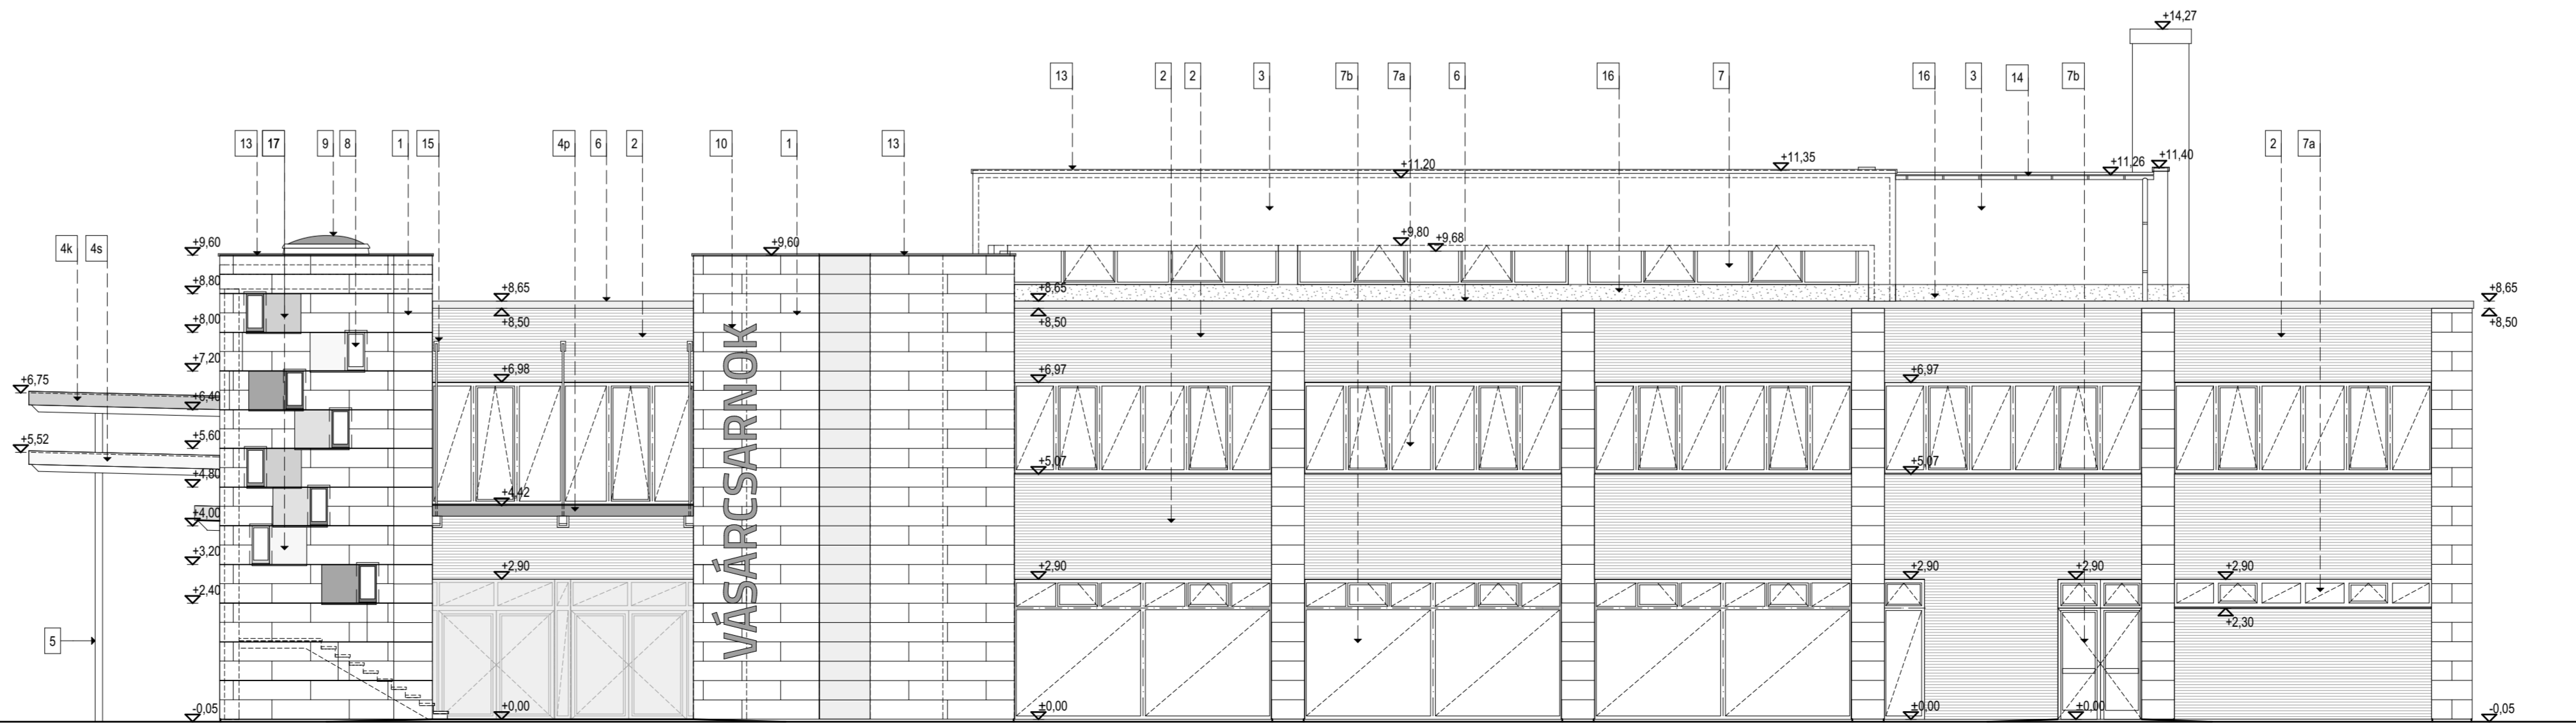 +14,27
13 2 2 3 7b 7a 6 16 7 16 3 14 7b
13 17 9 8 1 15 4p 6 2 10 1 13 2 7a
+11,20 +11,35 +11,26 +11,40
4k 4s +9,60 +9,60 +9,80 +9,68
+8,80 +8,65 +8,65 +8,65
+8,00 +8,50 +8,50 +8,50
+7,20
+6,75 +6,98 +6,97 +6,97
+6,40
+5,52 +5,60
+4,80 +5,07 +5,07
+4,42
+4,00
VÁSÁRCSARNOK
+3,20
+2,90 +2,90 +2,90 +2,90 +2,90
+2,40
+2,30
5
-0,05 +0,00 +0,00 +0,00 +0,00 -0,05